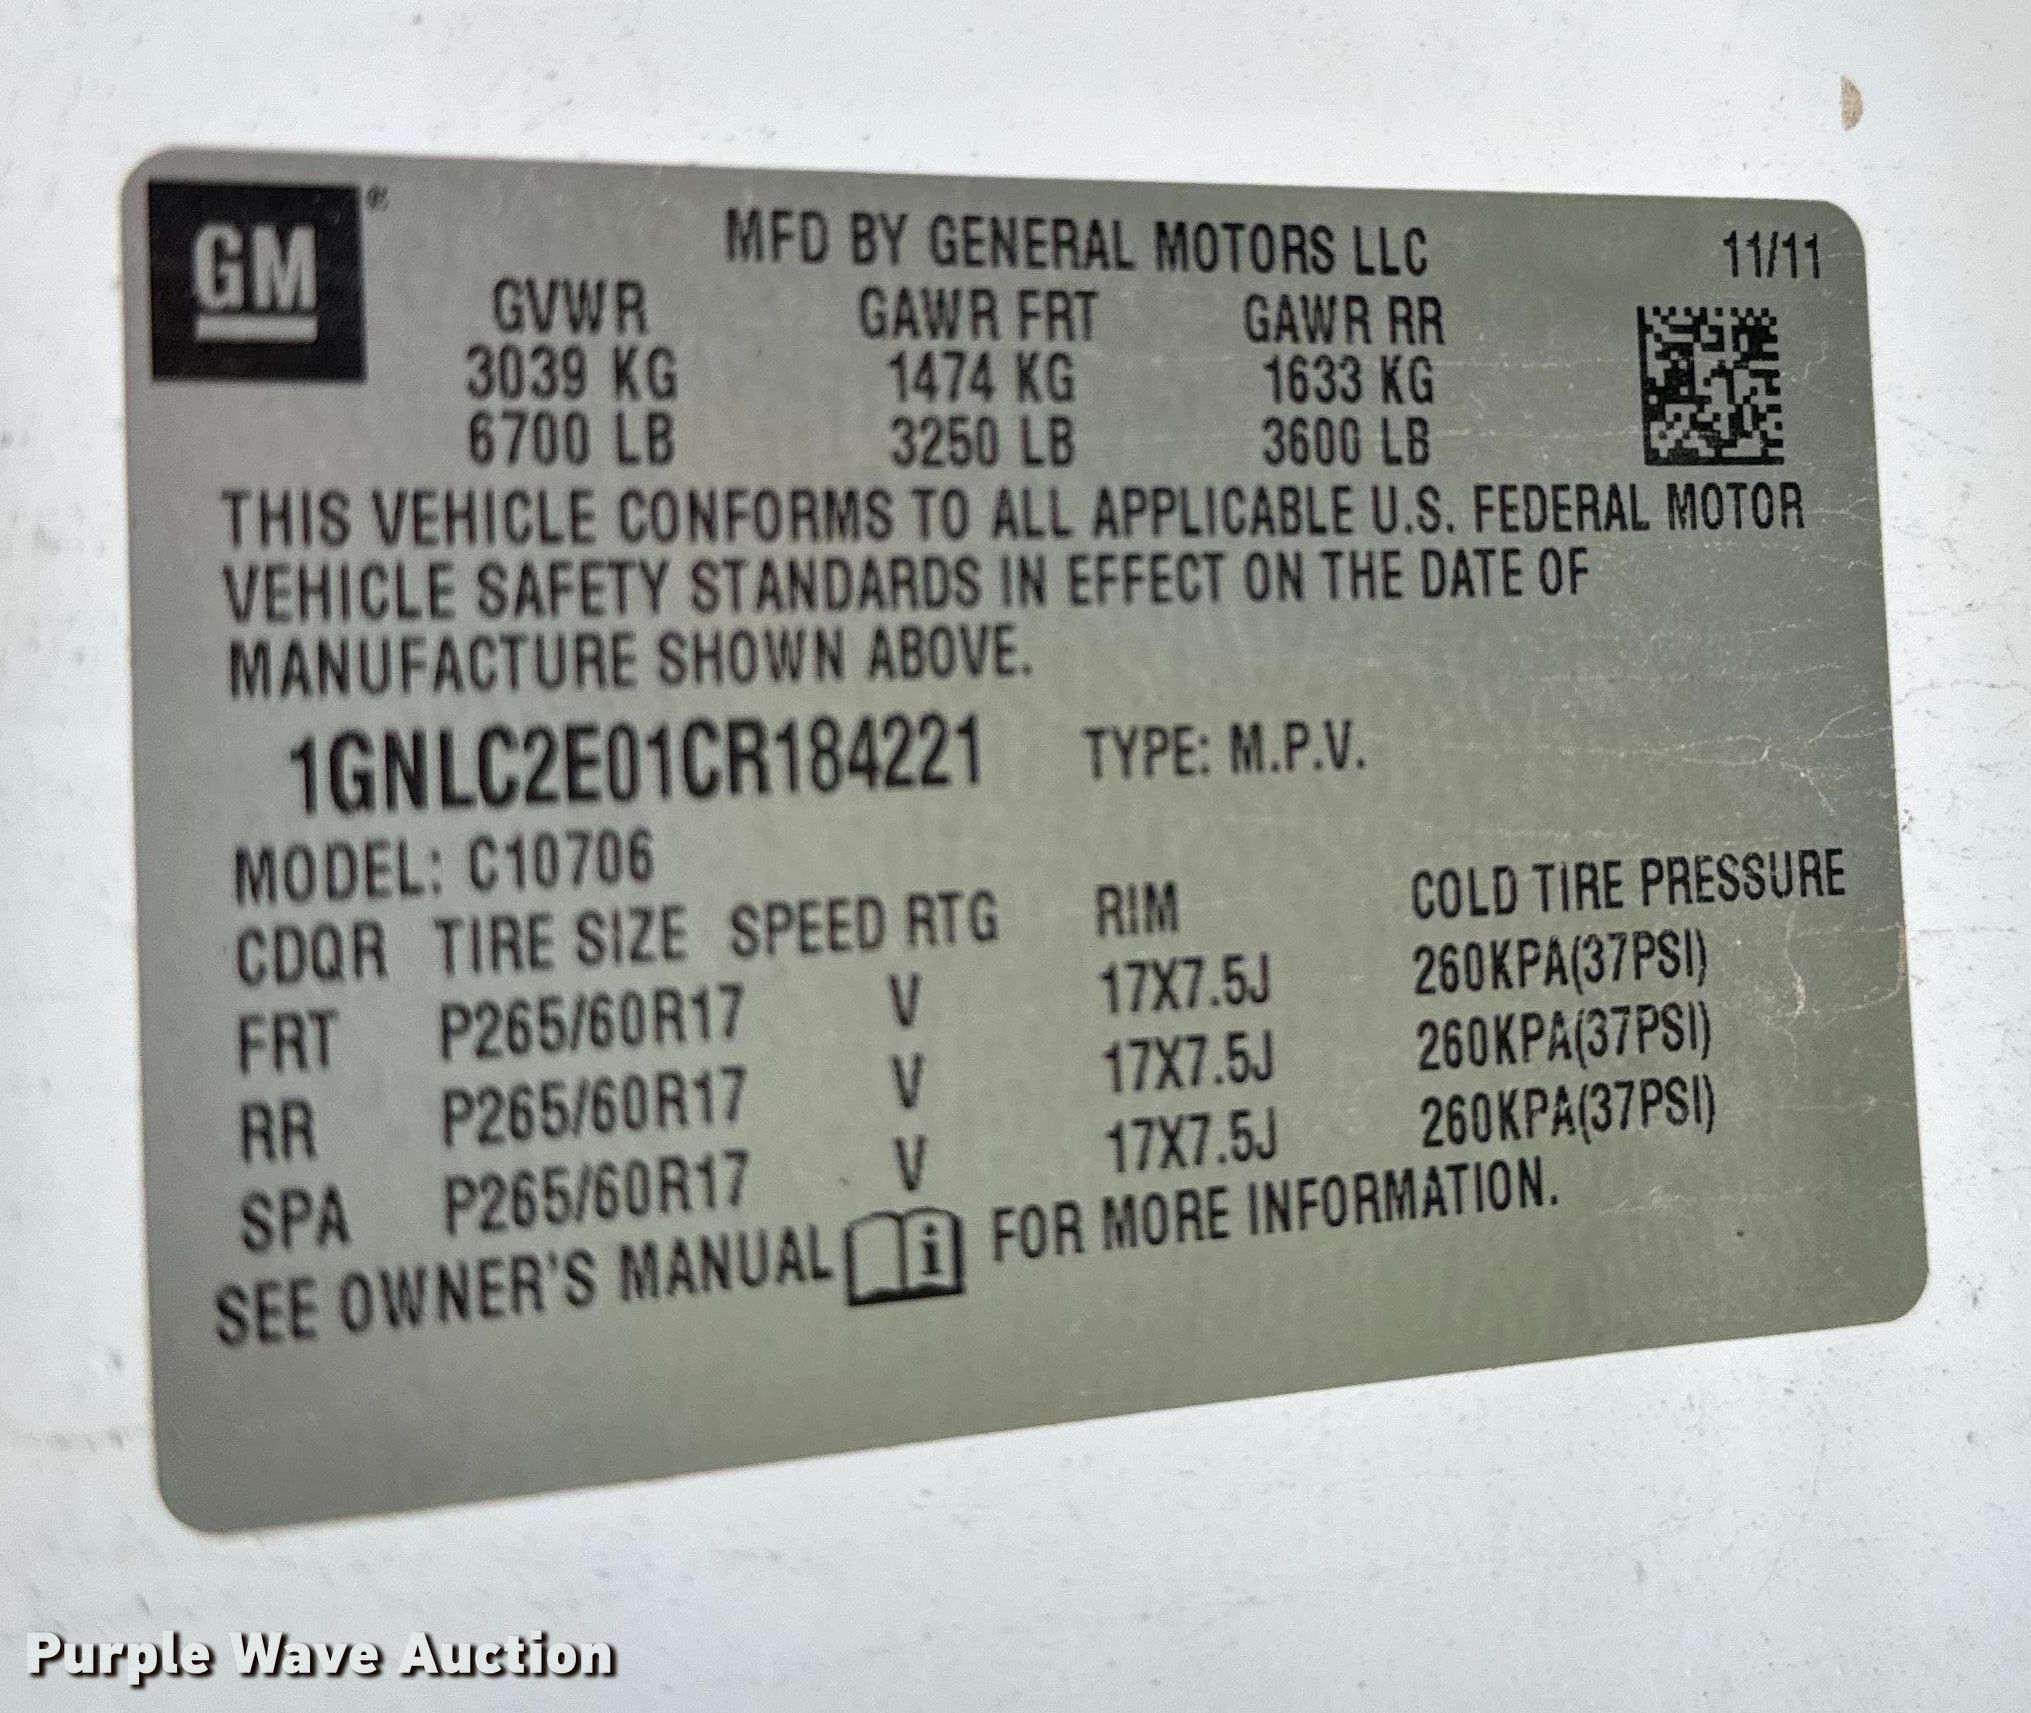 GM ®
MFD BY GENERAL MOTORS LLC 11/11
GVWR GAWR FRT GAWR RR
3039 KG 1474 KG 1633 KG
6700 LB 3250 LB 3600 LB
THIS VEHICLE CONFORMS TO ALL APPLICABLE U.S. FEDERAL MOTOR
VEHICLE SAFETY STANDARDS IN EFFECT ON THE DATE OF
MANUFACTURE SHOWN ABOVE.
1GNLC2E01CR184221 TYPE: M.P.V.
MODEL: C10706
CDQR TIRE SIZE SPEED RTG RIM COLD TIRE PRESSURE
FRT P265/60R17 V 17X7.5J 260KPA(37PSI)
RR P265/60R17 V 17X7.5J 260KPA(37PSI)
SPA P265/60R17 V 17X7.5J 260KPA(37PSI)
SEE OWNER'S MANUAL i FOR MORE INFORMATION.
Purple Wave Auction